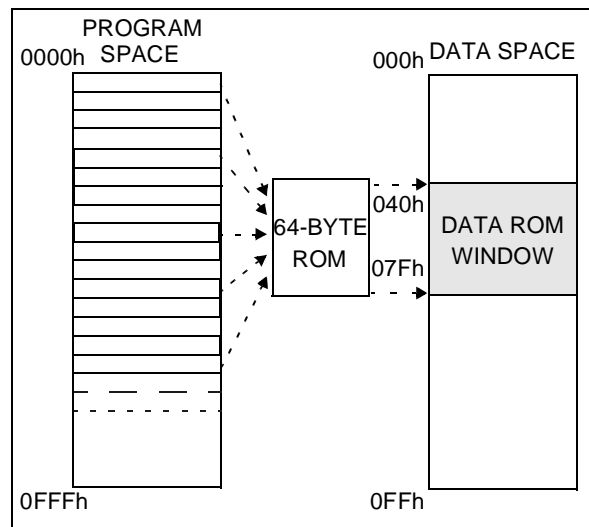 PROGRAM
SPACE
0000h
0FFFh
64-BYTE
ROM
DATA SPACE
000h
040h
07Fh
DATA ROM
WINDOW
0FFh